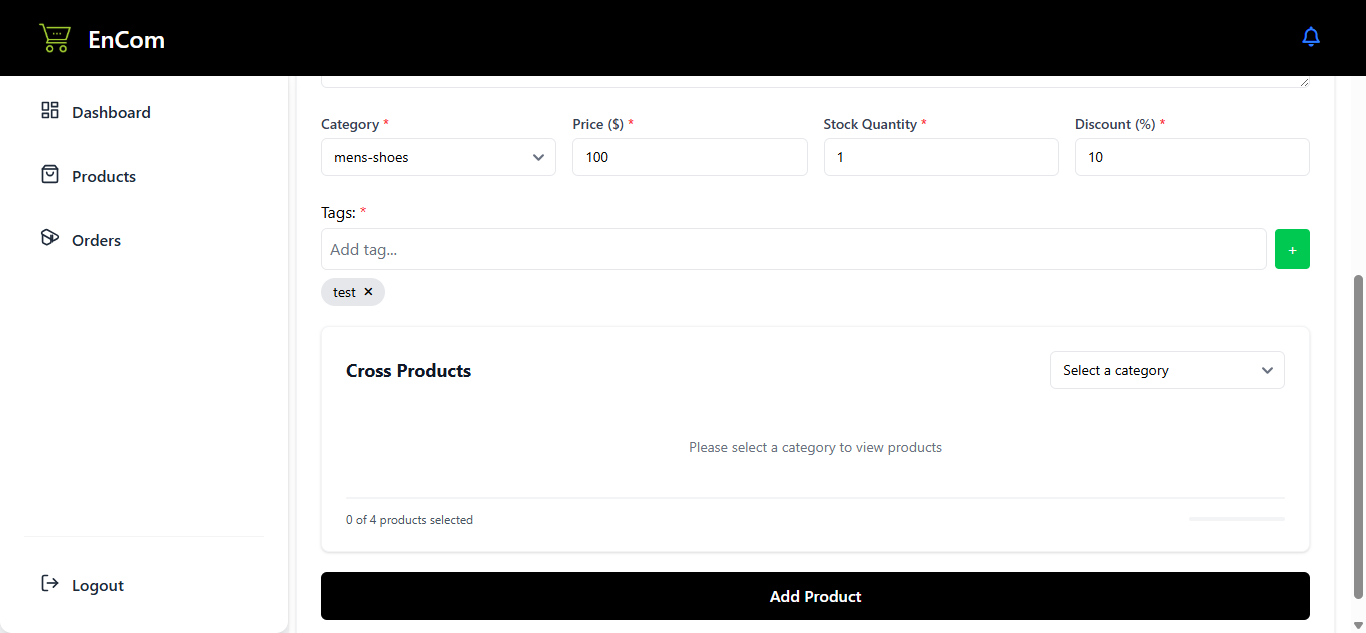 EnCom
Dashboard
Products
Orders
Logout
Category * Price ($) * Stock Quantity * Discount (%) *
mens-shoes 100 1 10
Tags: *
Add tag...
+
test ×
Cross Products Select a category
Please select a category to view products
0 of 4 products selected
Add Product